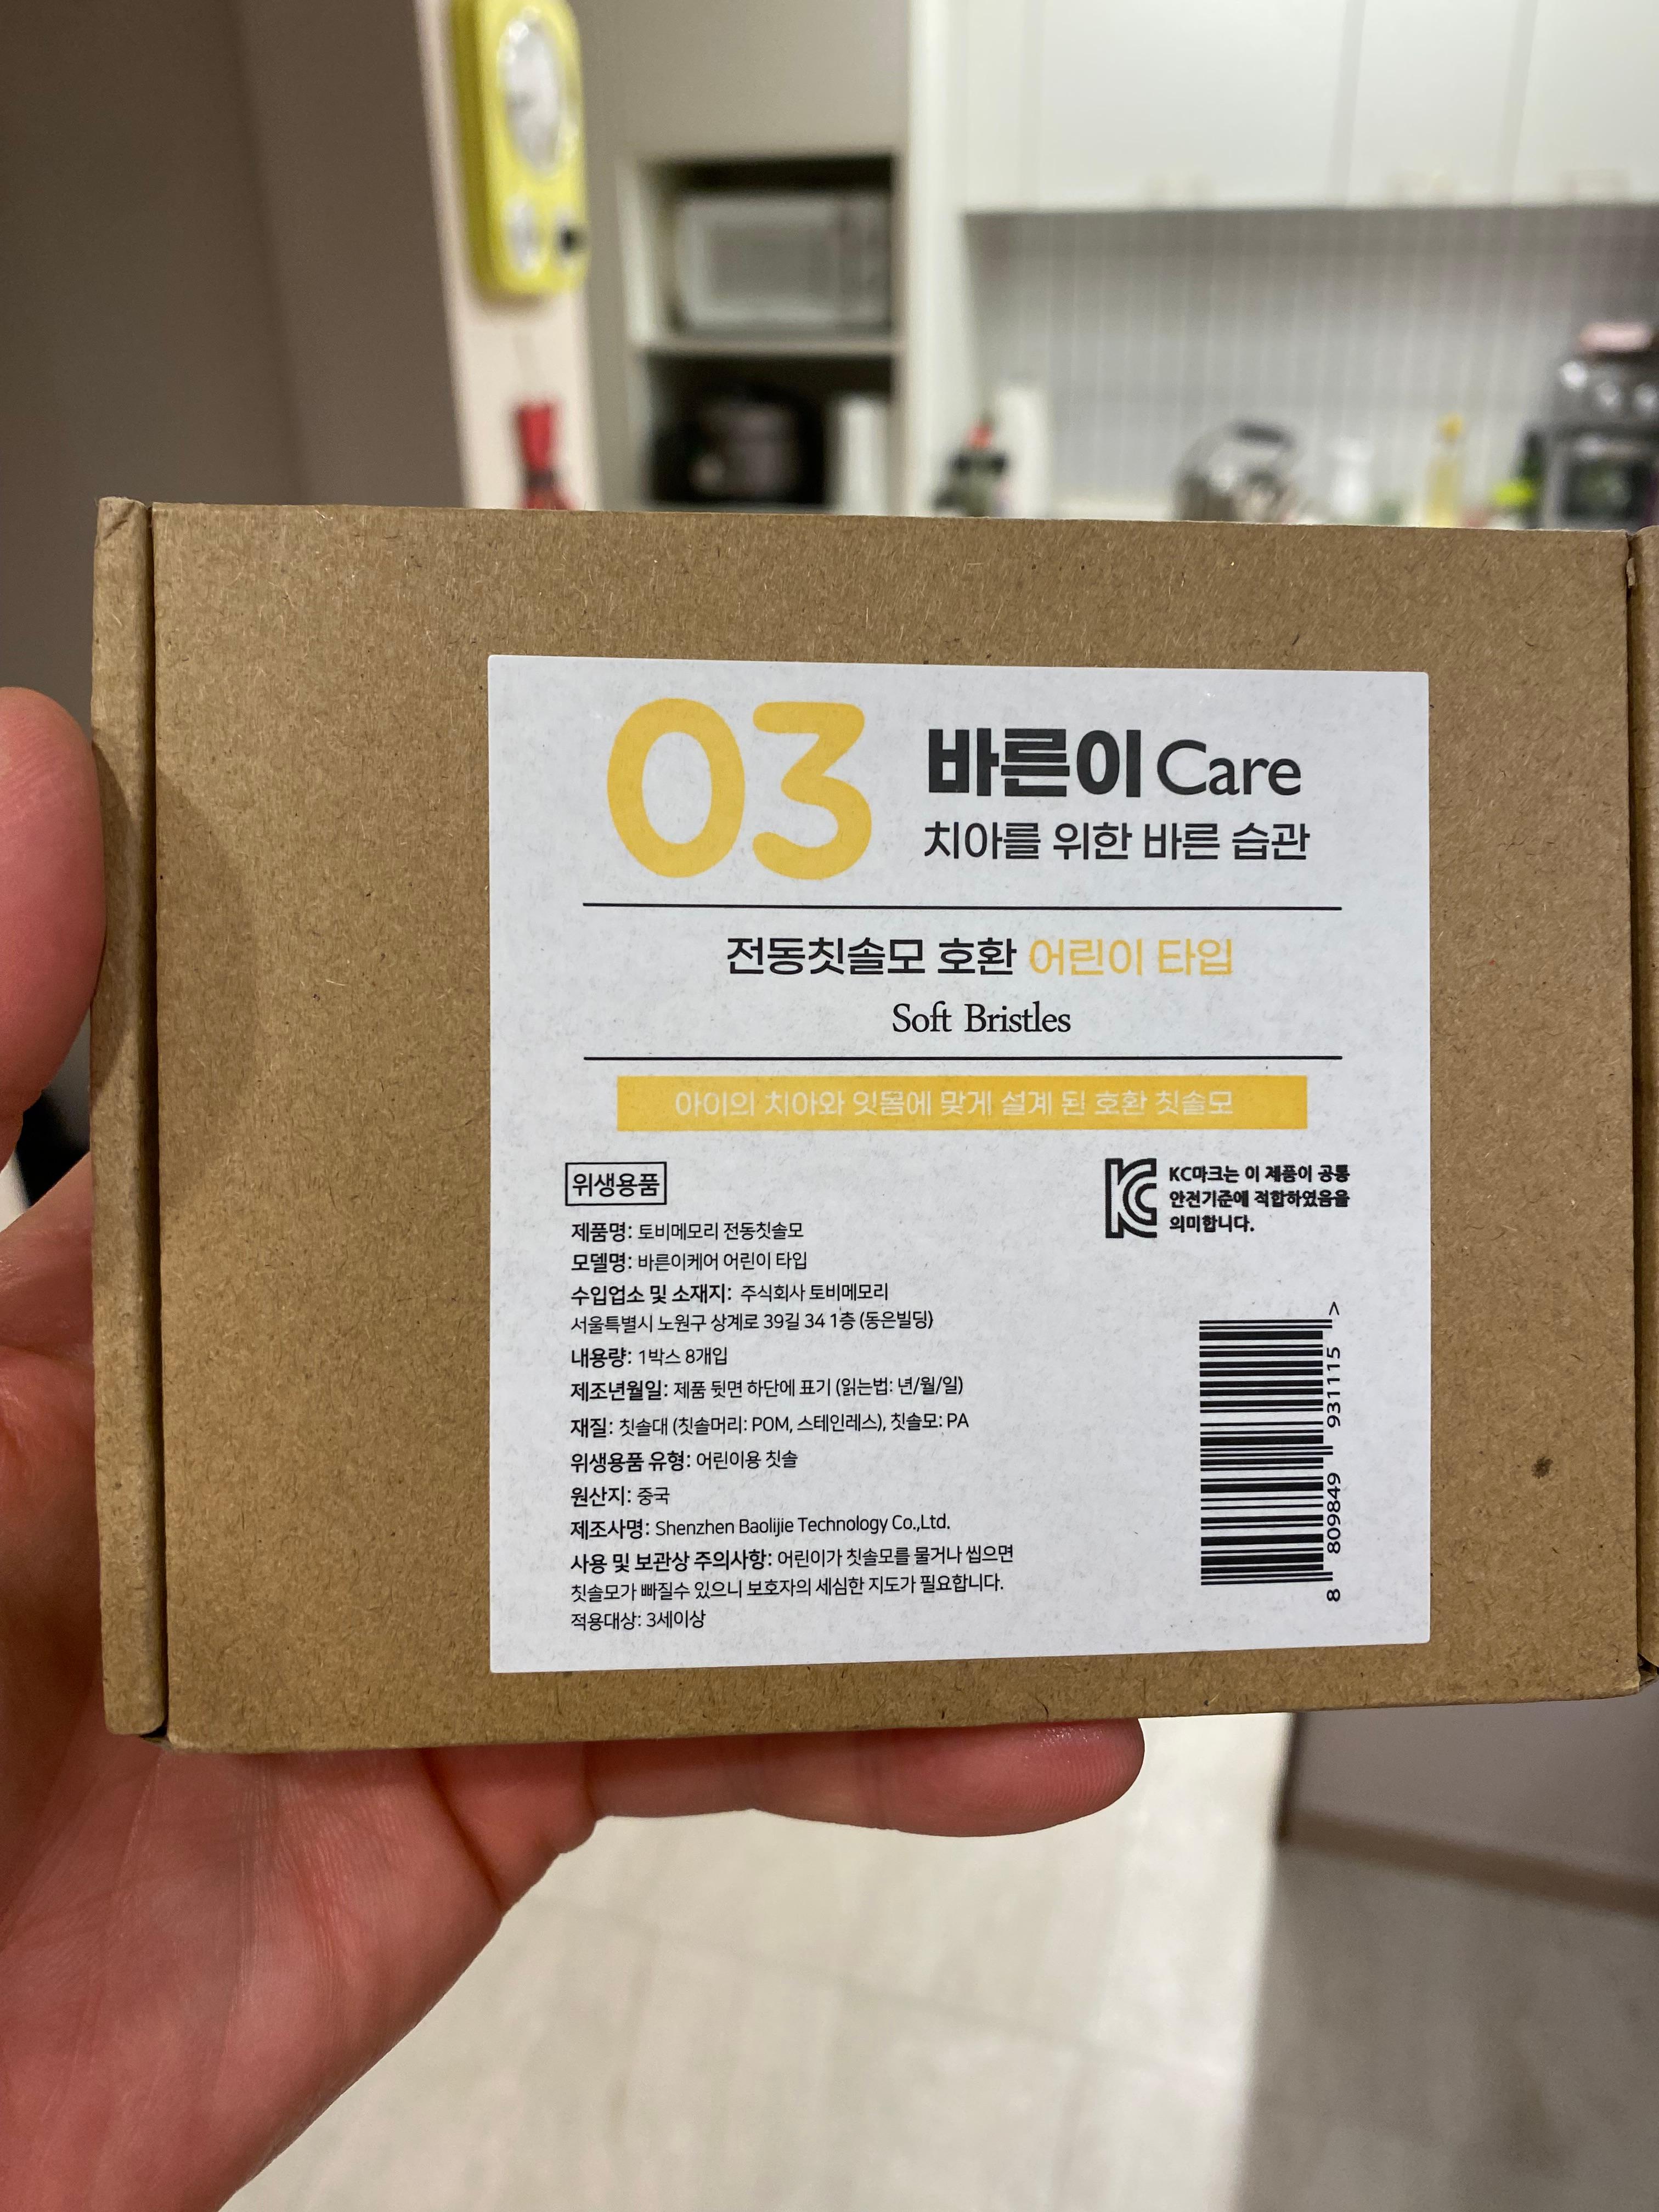 03
바른이 Care
치아를 위한 바른 습관
전동칫솔모 호환 어린이 타입
Soft Bristles
아이의 치아와 잇몸에 맞게 설계 된 호환 칫솔모
위생용품
KC마크는 이 제품이 공통
안전기준에 적합하였음을
의미합니다.
제품명: 토비메모리 전동칫솔모
모델명: 바른이케어 어린이 타입
수입업소 및 소재지: 주식회사 토비메모리
서울특별시 노원구 상계로 39길 34 1층 (동은빌딩)
내용량: 1박스 8개입
제조년월일: 제품 뒷면 하단에 표기 (읽는법: 년/월/일)
재질: 칫솔대 (칫솔머리: POM, 스테인레스), 칫솔모: PA
위생용품 유형: 어린이용 칫솔
원산지: 중국
제조사명: Shenzhen Baolijie Technology Co.,Ltd.
사용 및 보관상 주의사항: 어린이가 칫솔모를 물거나 씹으면
칫솔모가 빠질수 있으니 보호자의 세심한 지도가 필요합니다.
적용대상: 3세이상
8 809849 931115 >